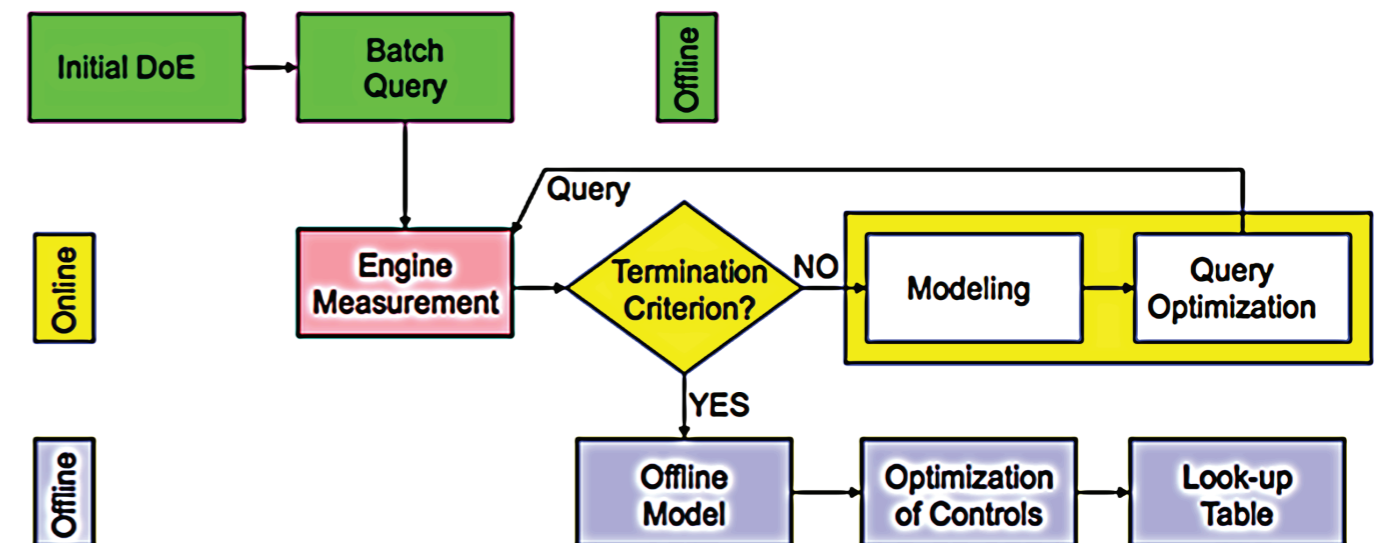 Initial DoE
Batch
Query
Offline
Query
Online
Engine
Measurement
Termination
Criterion?
NO
Modeling
Query
Optimization
YES
Offline
Offline
Model
Optimization
of Controls
Look-up
Table